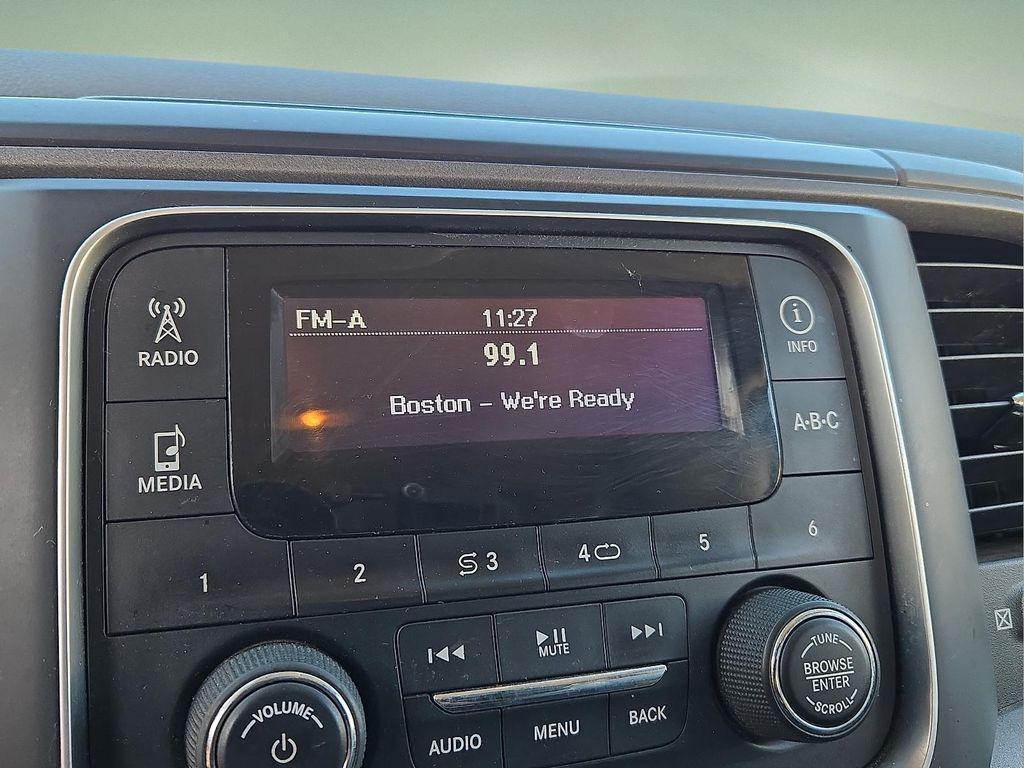 FM-A 11:27
99.1
Boston - We're Ready
RADIO
MEDIA
INFO
A•B•C
1 2 3 4 5 6
MUTE
VOLUME
AUDIO MENU BACK
TUNE
BROWSE
ENTER
SCROLL